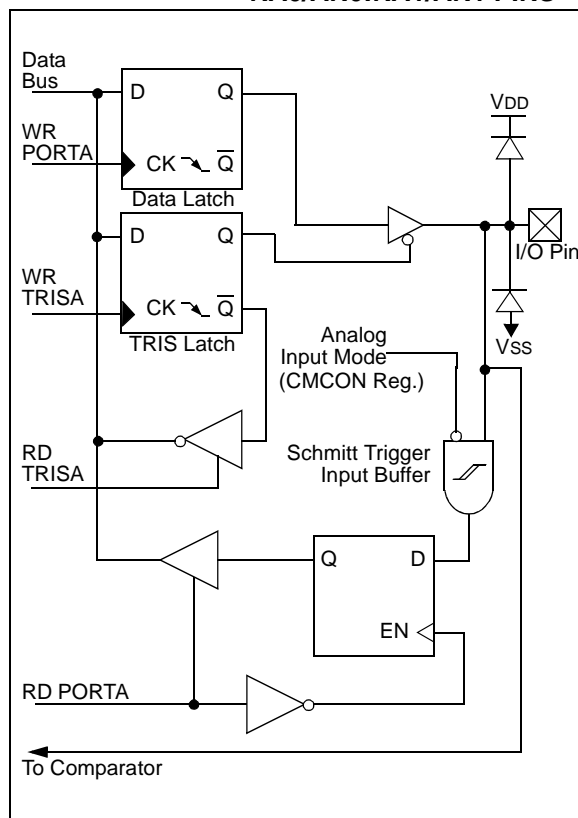 Data
Bus
D Q
VDD
WR
PORTA
CK Q
Data Latch
D Q
I/O Pin
WR
TRISA
CK Q
TRIS Latch
VSS
Analog
Input Mode
(CMCON Reg.)
RD
TRISA
Schmitt Trigger
Input Buffer
Q D
EN
RD PORTA
To Comparator